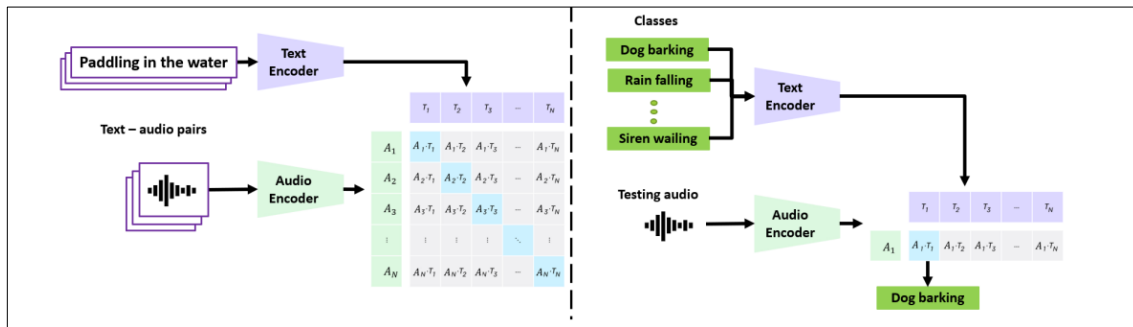 Paddling in the water
Text
Encoder
Text – audio pairs
Audio
Encoder
T1 T2 T3 ... TN
A1 A1·T1 A1·T2 A1·T3 ... A1·TN
A2 A2·T1 A2·T2 A2·T3 ... A2·TN
A3 A3·T1 A3·T2 A3·T3 ... A3·TN
⋮ ⋮ ⋮ ⋮ ⋱ ⋮
AN AN·T1 AN·T2 AN·T3 ... AN·TN
Classes
Dog barking
Rain falling
Siren wailing
Text
Encoder
Testing audio
Audio
Encoder
T1 T2 T3 ... TN
A1 A1·T1 A1·T2 A1·T3 ... A1·TN
Dog barking